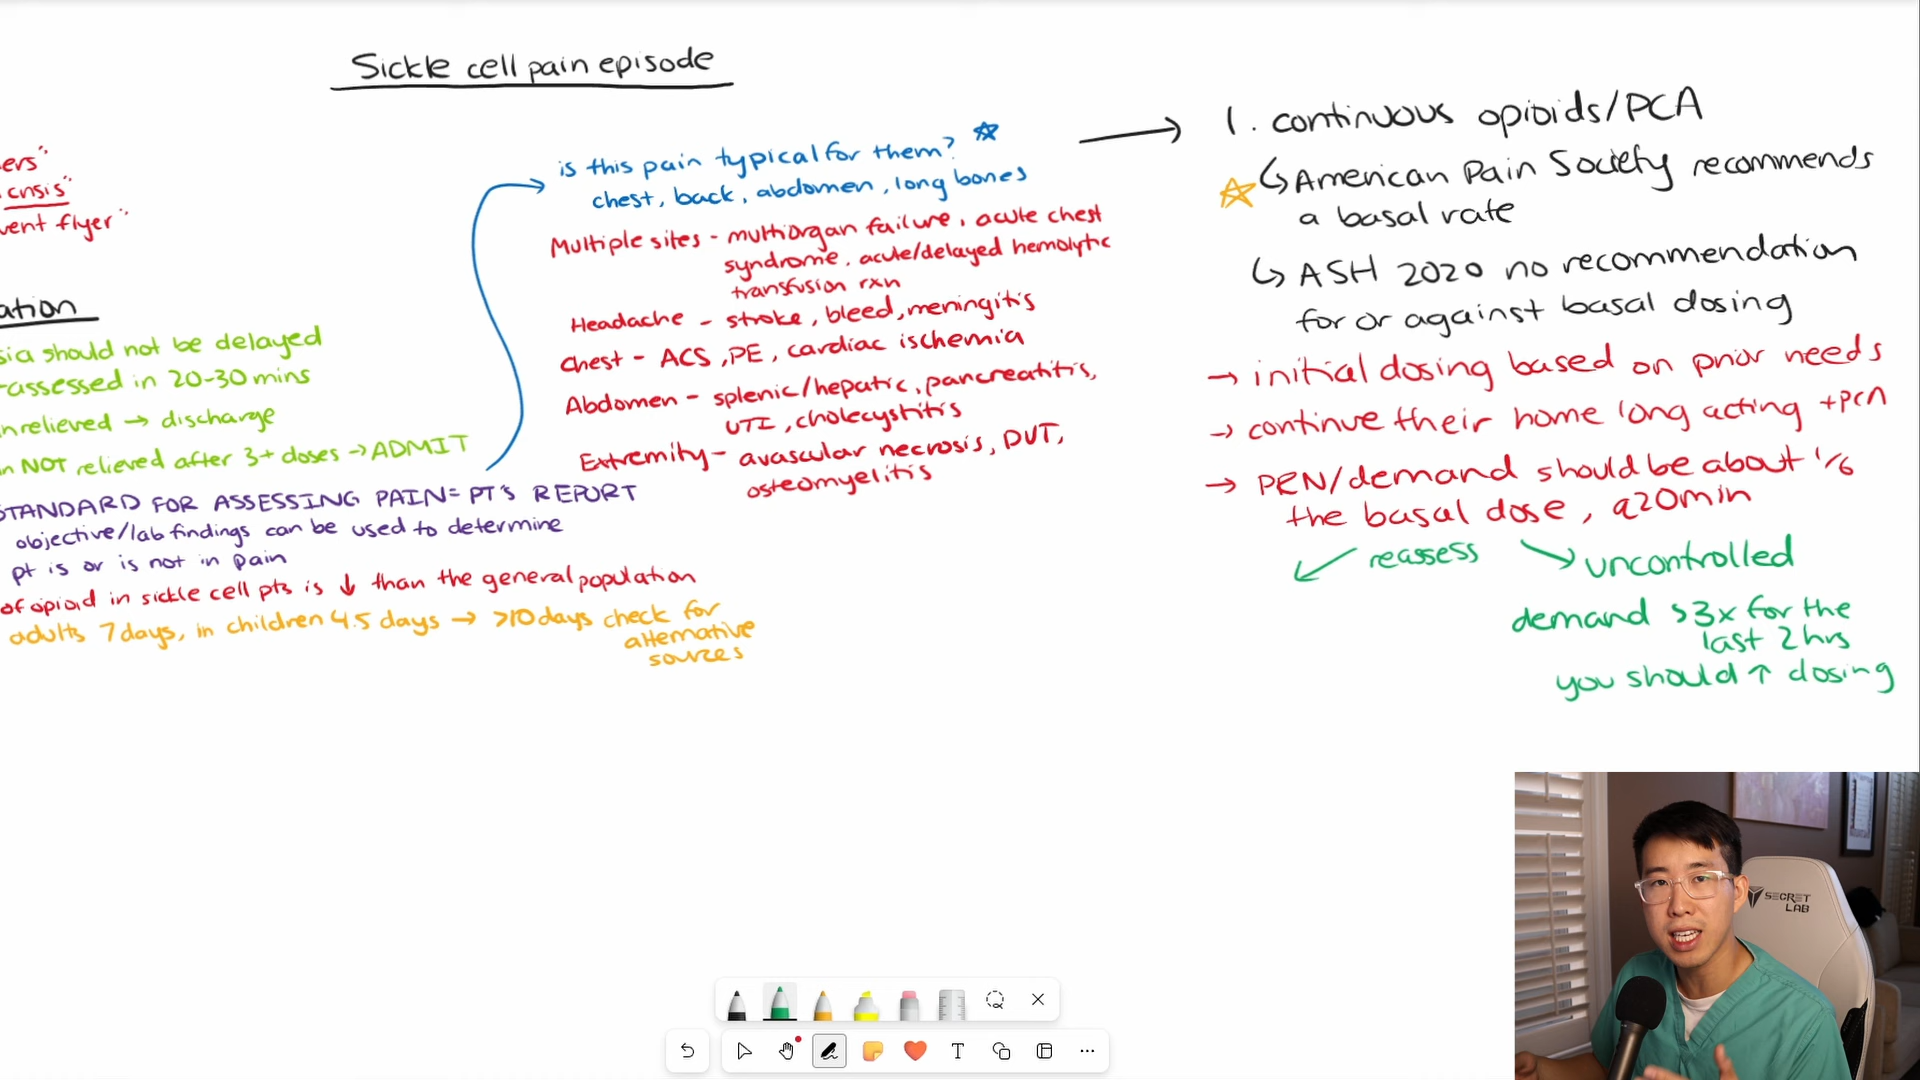 Sickle cell pain episode
ers"
crisis"
vent flyer"
ation
sia should not be delayed
-assessed in 20-30 mins
n relieved → discharge
n NOT relieved after 3+ doses → ADMIT
STANDARD FOR ASSESSING PAIN = PT'S REPORT
objective/lab findings can be used to determine
pt is or is not in pain
of opioid in sickle cell pts is ↓ than the general population
adults 7 days, in children 4.5 days → >10 days check for
alternative
sources
is this pain typical for them?
chest, back, abdomen, long bones
Multiple sites - multiorgan failure, acute chest
syndrome, acute/delayed hemolytic
transfusion rxn
Headache - stroke, bleed, meningitis
Chest - ACS, PE, cardiac ischemia
Abdomen - splenic/hepatic, pancreatitis,
UTI, cholecystitis
Extremity - avascular necrosis, DVT,
osteomyelitis
1. continuous opioids/PCA
American Pain Society recommends
a basal rate
ASH 2020 no recommendation
for or against basal dosing
→ initial dosing based on prior needs
→ continue their home long acting + pca
→ PRN/demand should be about 1/6
the basal dose, q20min
reassess
uncontrolled
demand >3x for the
last 2 hrs
you should ↑ dosing
SECRET
LAB
T